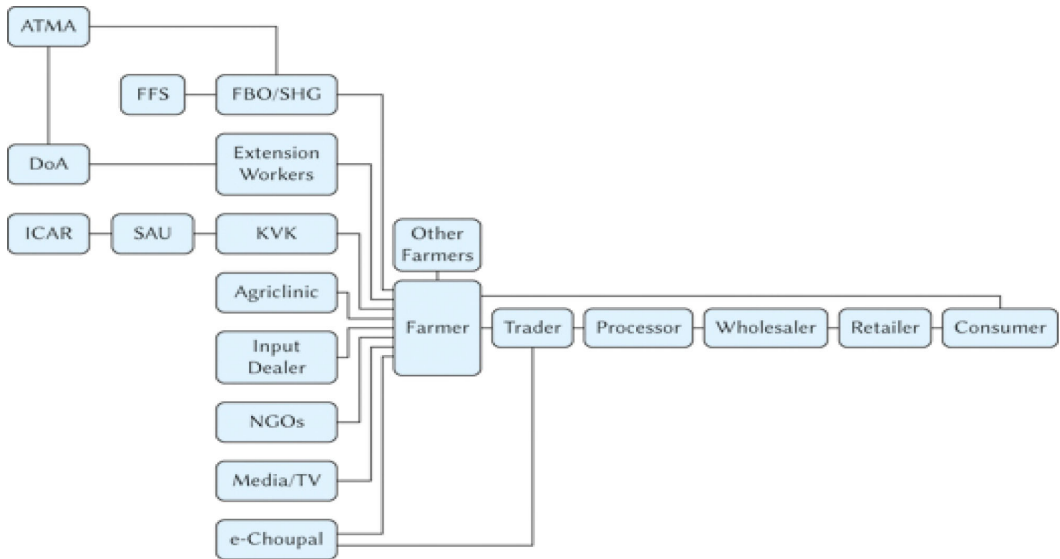 ATMA
FFS
FBO/SHG
DoA
Extension
Workers
ICAR
SAU
KVK
Other
Farmers
Agriclinic
Farmer
Trader
Processor
Wholesaler
Retailer
Consumer
Input
Dealer
NGOs
Media/TV
e-Choupal